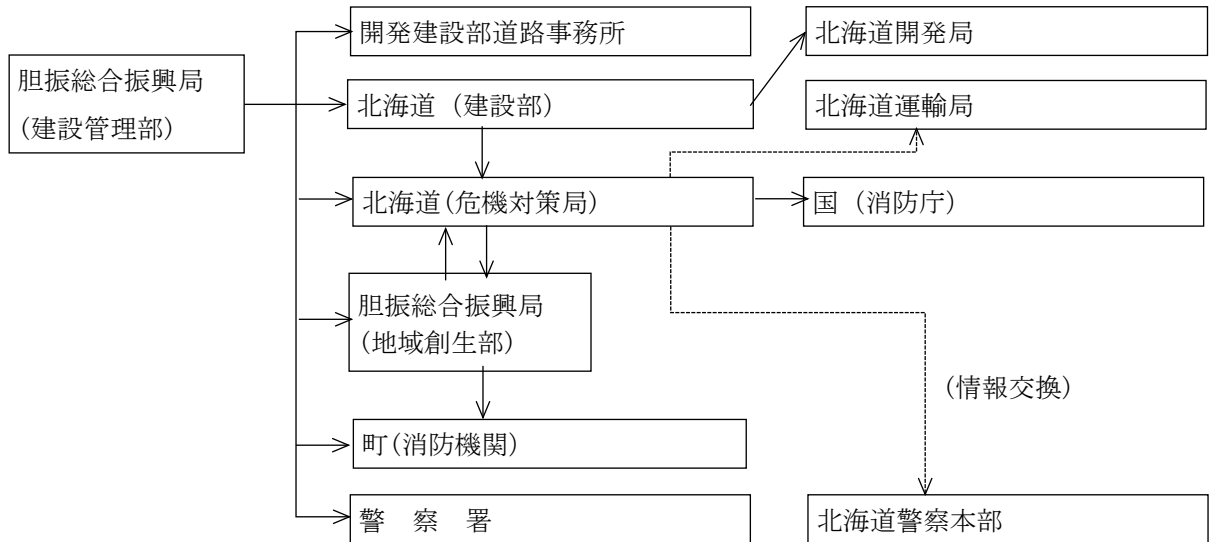 開発建設部道路事務所
北海道開発局
胆振総合振興局
(建設管理部)
北海道（建設部）
北海道運輸局
北海道(危機対策局)
国（消防庁）
胆振総合振興局
(地域創生部)
(情報交換)
町(消防機関)
警　察　署
北海道警察本部